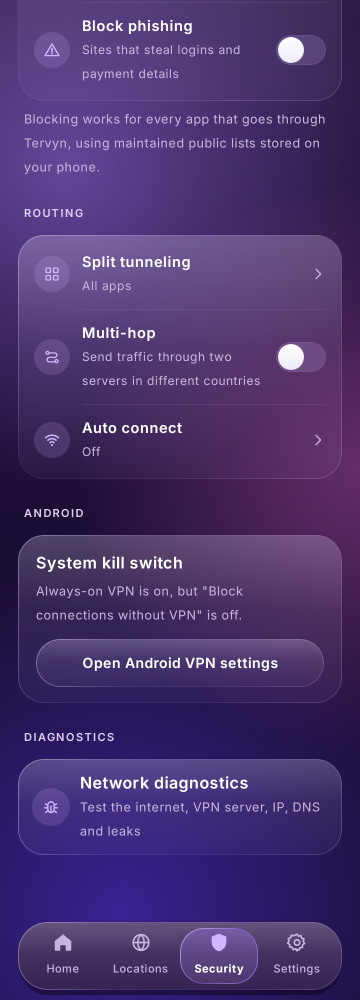 Block phishing
Sites that steal logins and
payment details
Blocking works for every app that goes through
Tervyn, using maintained public lists stored on
your phone.
ROUTING
Split tunneling
All apps
Multi-hop
Send traffic through two
servers in different countries
Auto connect
Off
ANDROID
System kill switch
Always-on VPN is on, but "Block
connections without VPN" is off.
Open Android VPN settings
DIAGNOSTICS
Network diagnostics
Test the internet, VPN server, IP, DNS
and leaks
Home Locations Security Settings